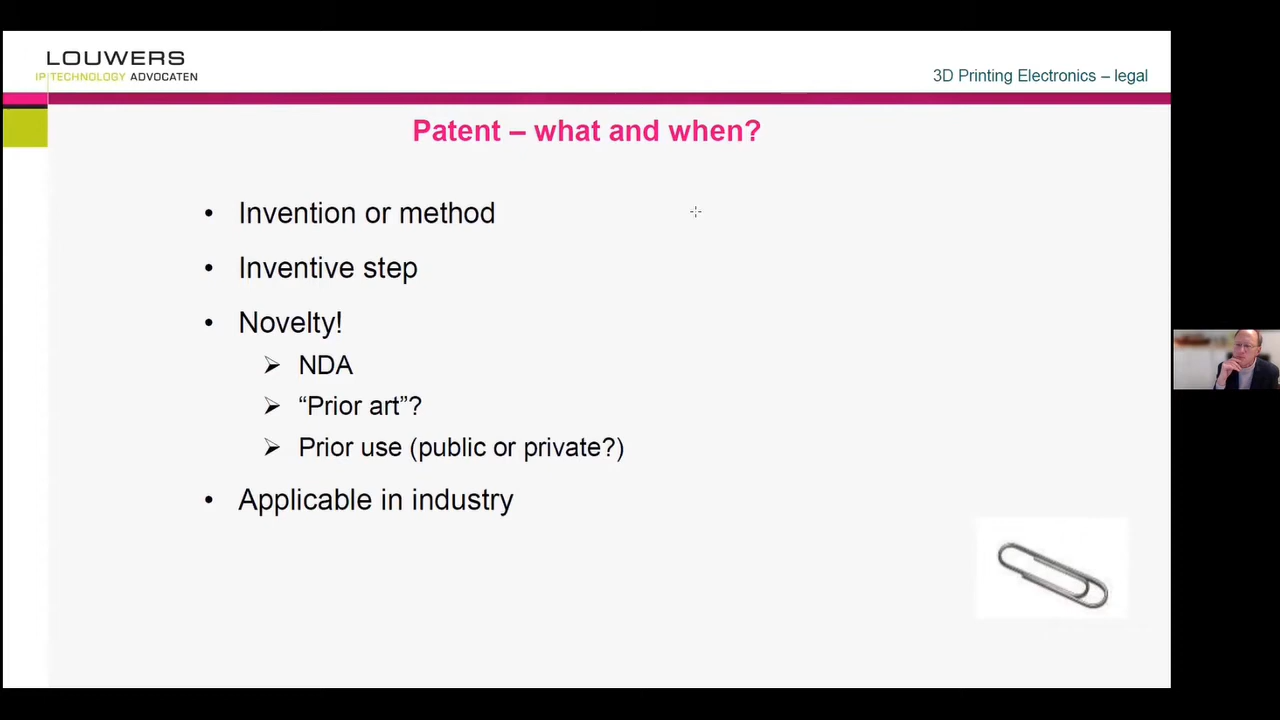 LOUWERS
IP TECHNOLOGY ADVOCATEN
3D Printing Electronics – legal
Patent – what and when?
• Invention or method
• Inventive step
• Novelty!
➢ NDA
➢ “Prior art”?
➢ Prior use (public or private?)
• Applicable in industry